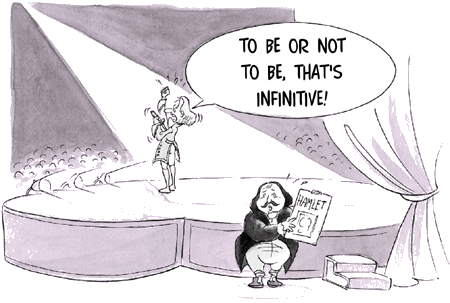 TO BE OR NOT
TO BE, THAT'S
INFINITIVE!
HAMLET